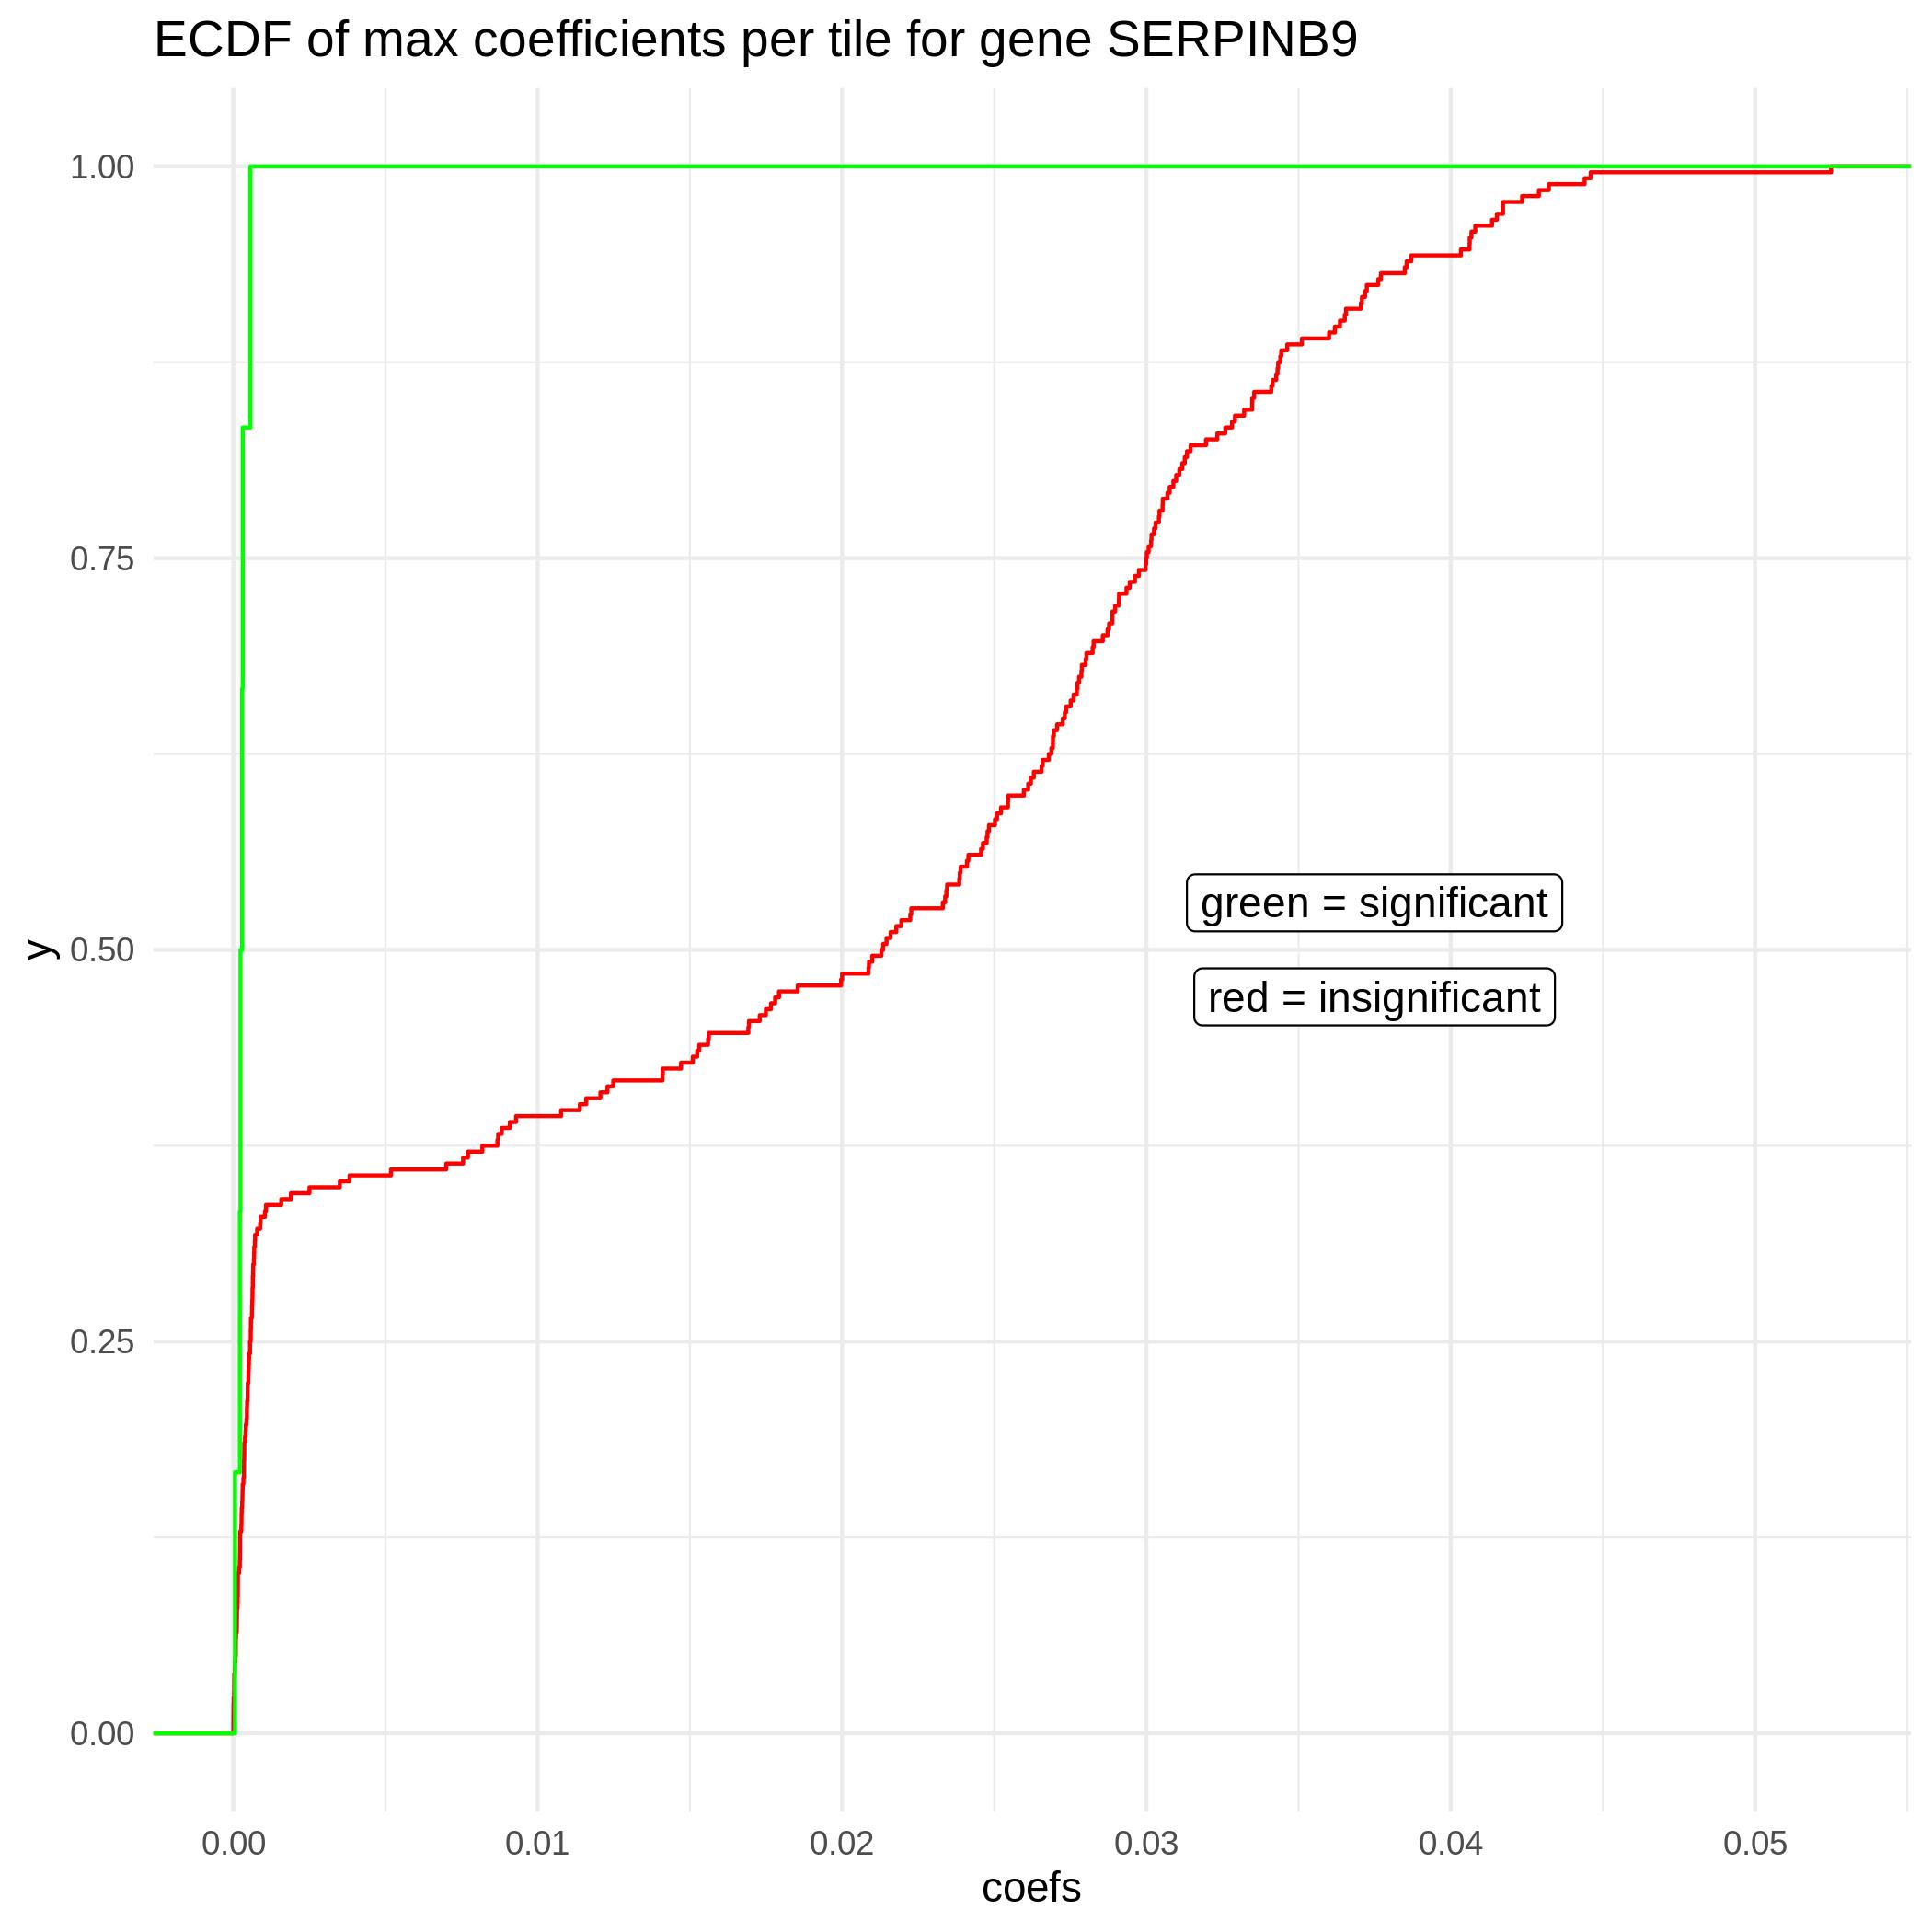 ECDF of max coefficients per tile for gene SERPINB9
1.00
0.75
0.50
0.25
0.00
y
green = significant
red = insignificant
0.00 0.01 0.02 0.03 0.04 0.05
coefs